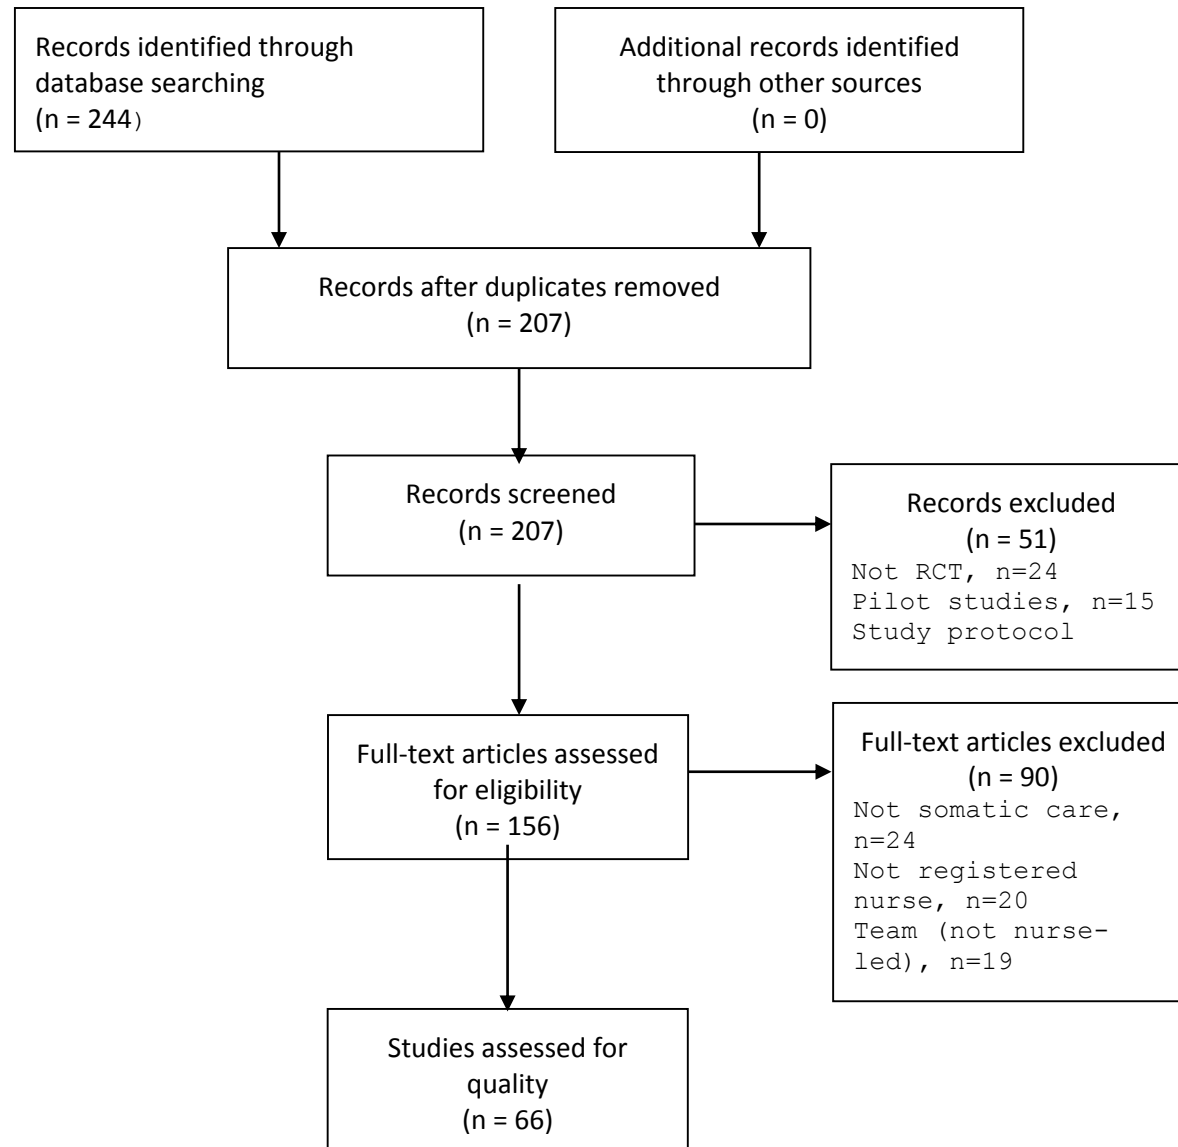 Records identified through
database searching
(n = 244)
Additional records identified
through other sources
(n = 0)
Records after duplicates removed
(n = 207)
Records screened
(n = 207)
Records excluded
(n = 51)
Not RCT, n=24
Pilot studies, n=15
Study protocol
Full-text articles assessed
for eligibility
(n = 156)
Full-text articles excluded
(n = 90)
Not somatic care,
n=24
Not registered
nurse, n=20
Team (not nurse-
led), n=19
Studies assessed for
quality
(n = 66)